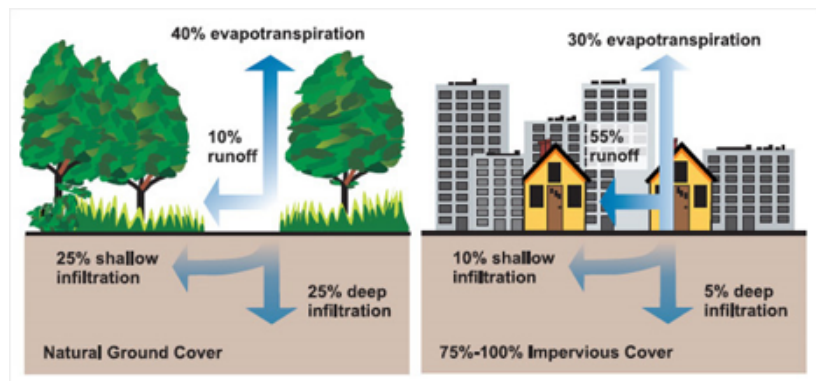 40% evapotranspiration
10%
runoff
25% shallow
infiltration
25% deep
infiltration
Natural Ground Cover
30% evapotranspiration
55%
runoff
10% shallow
infiltration
5% deep
infiltration
75%-100% Impervious Cover